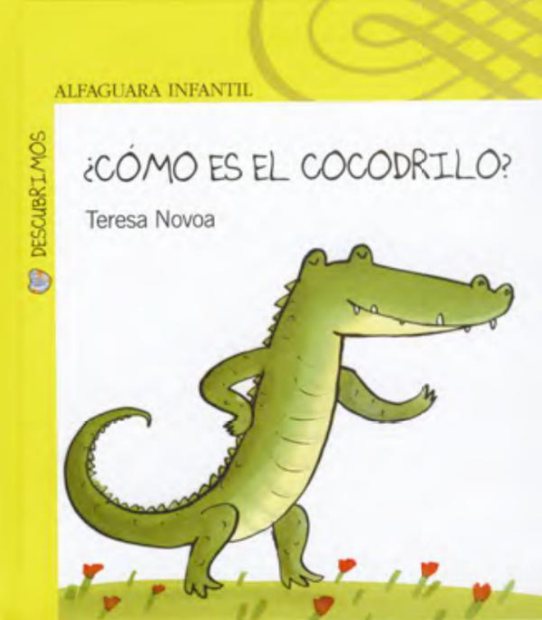 ALFAGUARA INFANTIL
DESCUBRIMOS
¿CÓMO ES EL COCODRILO?
Teresa Novoa